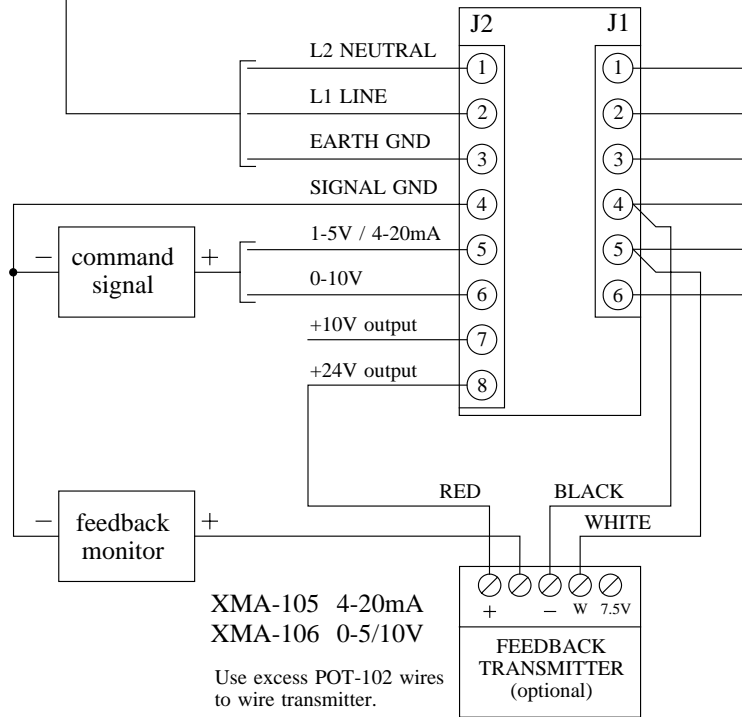 J2 J1
L2 NEUTRAL 1 1
L1 LINE 2 2
EARTH GND 3 3
SIGNAL GND 4 4
1-5V / 4-20mA 5 5
− command + 
signal
0-10V 6 6
+10V output 7
+24V output 8
RED BLACK
− feedback +
monitor
WHITE
+ − W 7.5V
XMA-105 4-20mA
XMA-106 0-5/10V
FEEDBACK
TRANSMITTER
(optional)
Use excess POT-102 wires
to wire transmitter.